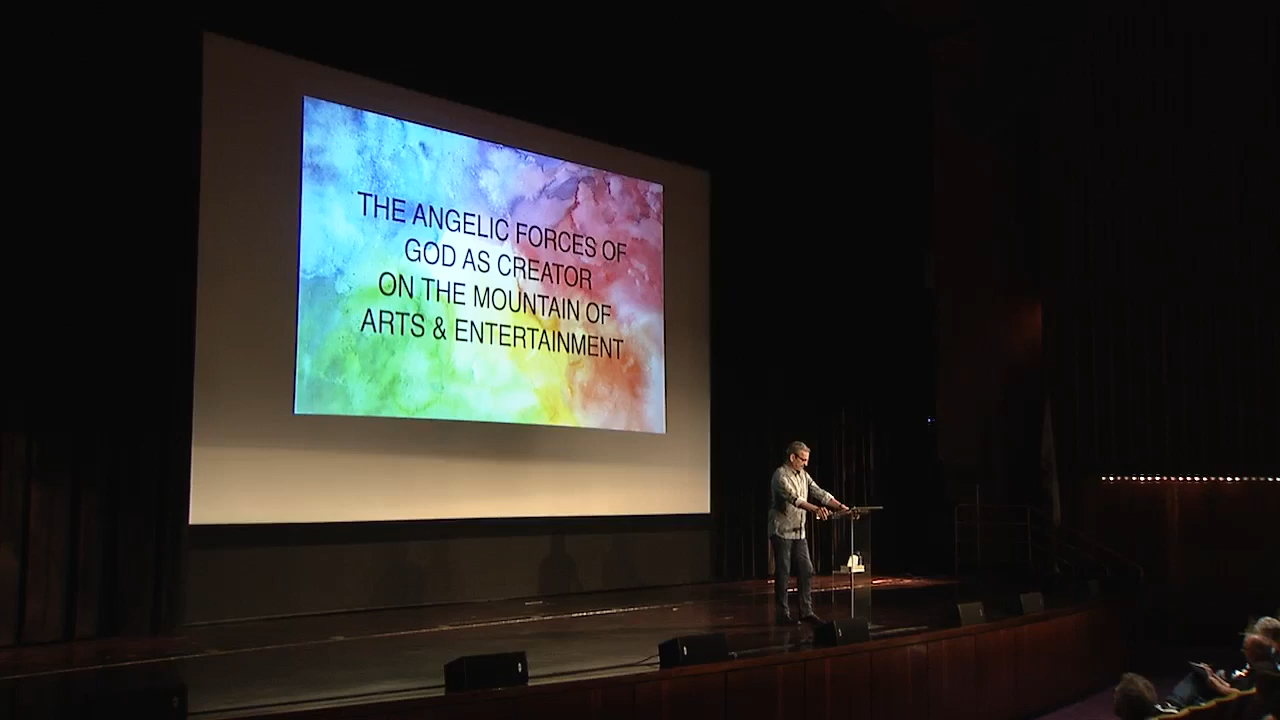 THE ANGELIC FORCES OF
GOD AS CREATOR
ON THE MOUNTAIN OF
ARTS & ENTERTAINMENT